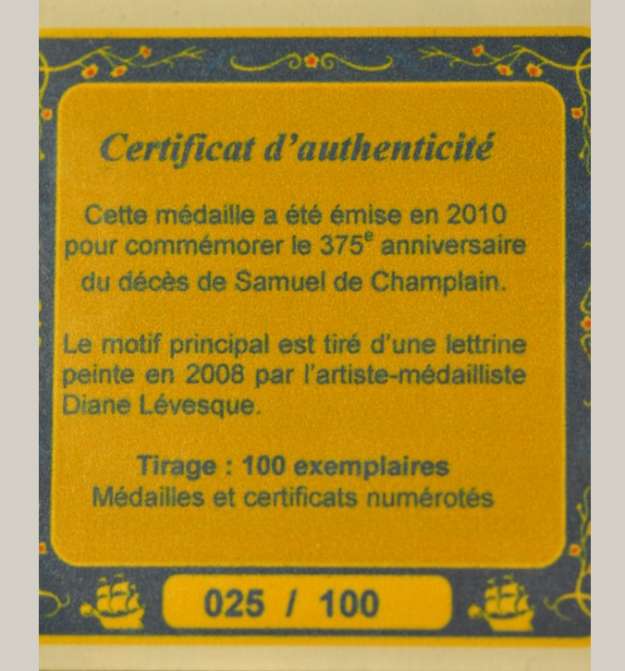 Certificat d'authenticité
Cette médaille a été émise en 2010
pour commémorer le 375e anniversaire
du décès de Samuel de Champlain.
Le motif principal est tiré d'une lettrine
peinte en 2008 par l'artiste-médailliste
Diane Lévesque.
Tirage : 100 exemplaires
Médailles et certificats numérotés
025 / 100